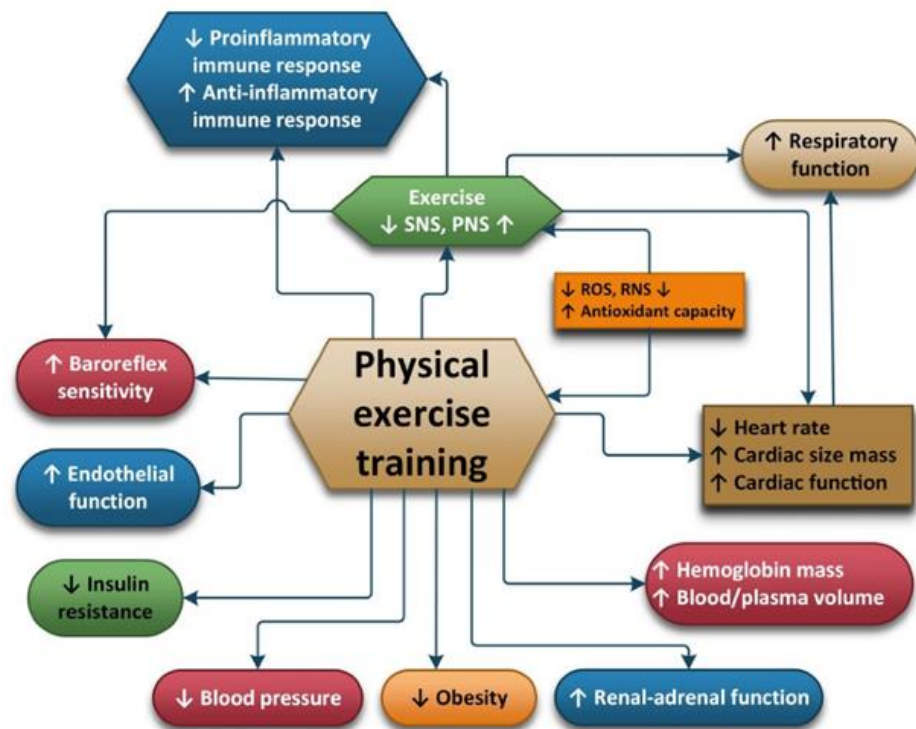 ↓ Proinflammatory
immune response
↑ Anti-inflammatory
immune response
↑ Respiratory
function
Exercise
↓ SNS, PNS ↑
↓ ROS, RNS ↓
↑ Antioxidant capacity
↑ Baroreflex
sensitivity
Physical
exercise
training
↓ Heart rate
↑ Cardiac size mass
↑ Cardiac function
↑ Endothelial
function
↓ Insulin
resistance
↑ Hemoglobin mass
↑ Blood/plasma volume
↓ Blood pressure
↓ Obesity
↑ Renal-adrenal function